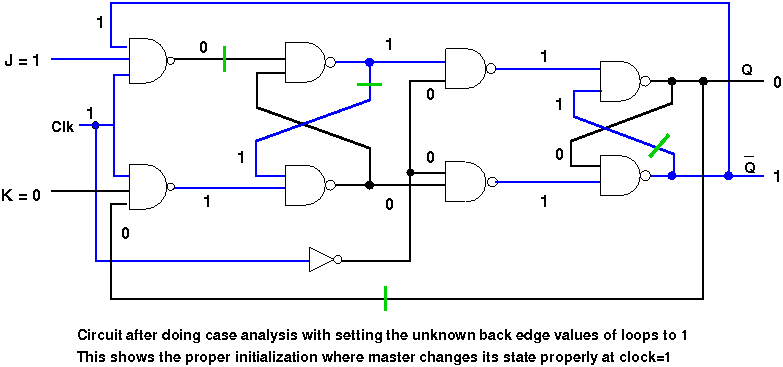 1
0
1
1
J = 1
Q
0
0
1
1
Clk
1
0
0
Q
1
K = 0
1
0
1
0
Circuit after doing case analysis with setting the unknown back edge values of loops to 1
This shows the proper initialization where master changes its state properly at clock=1